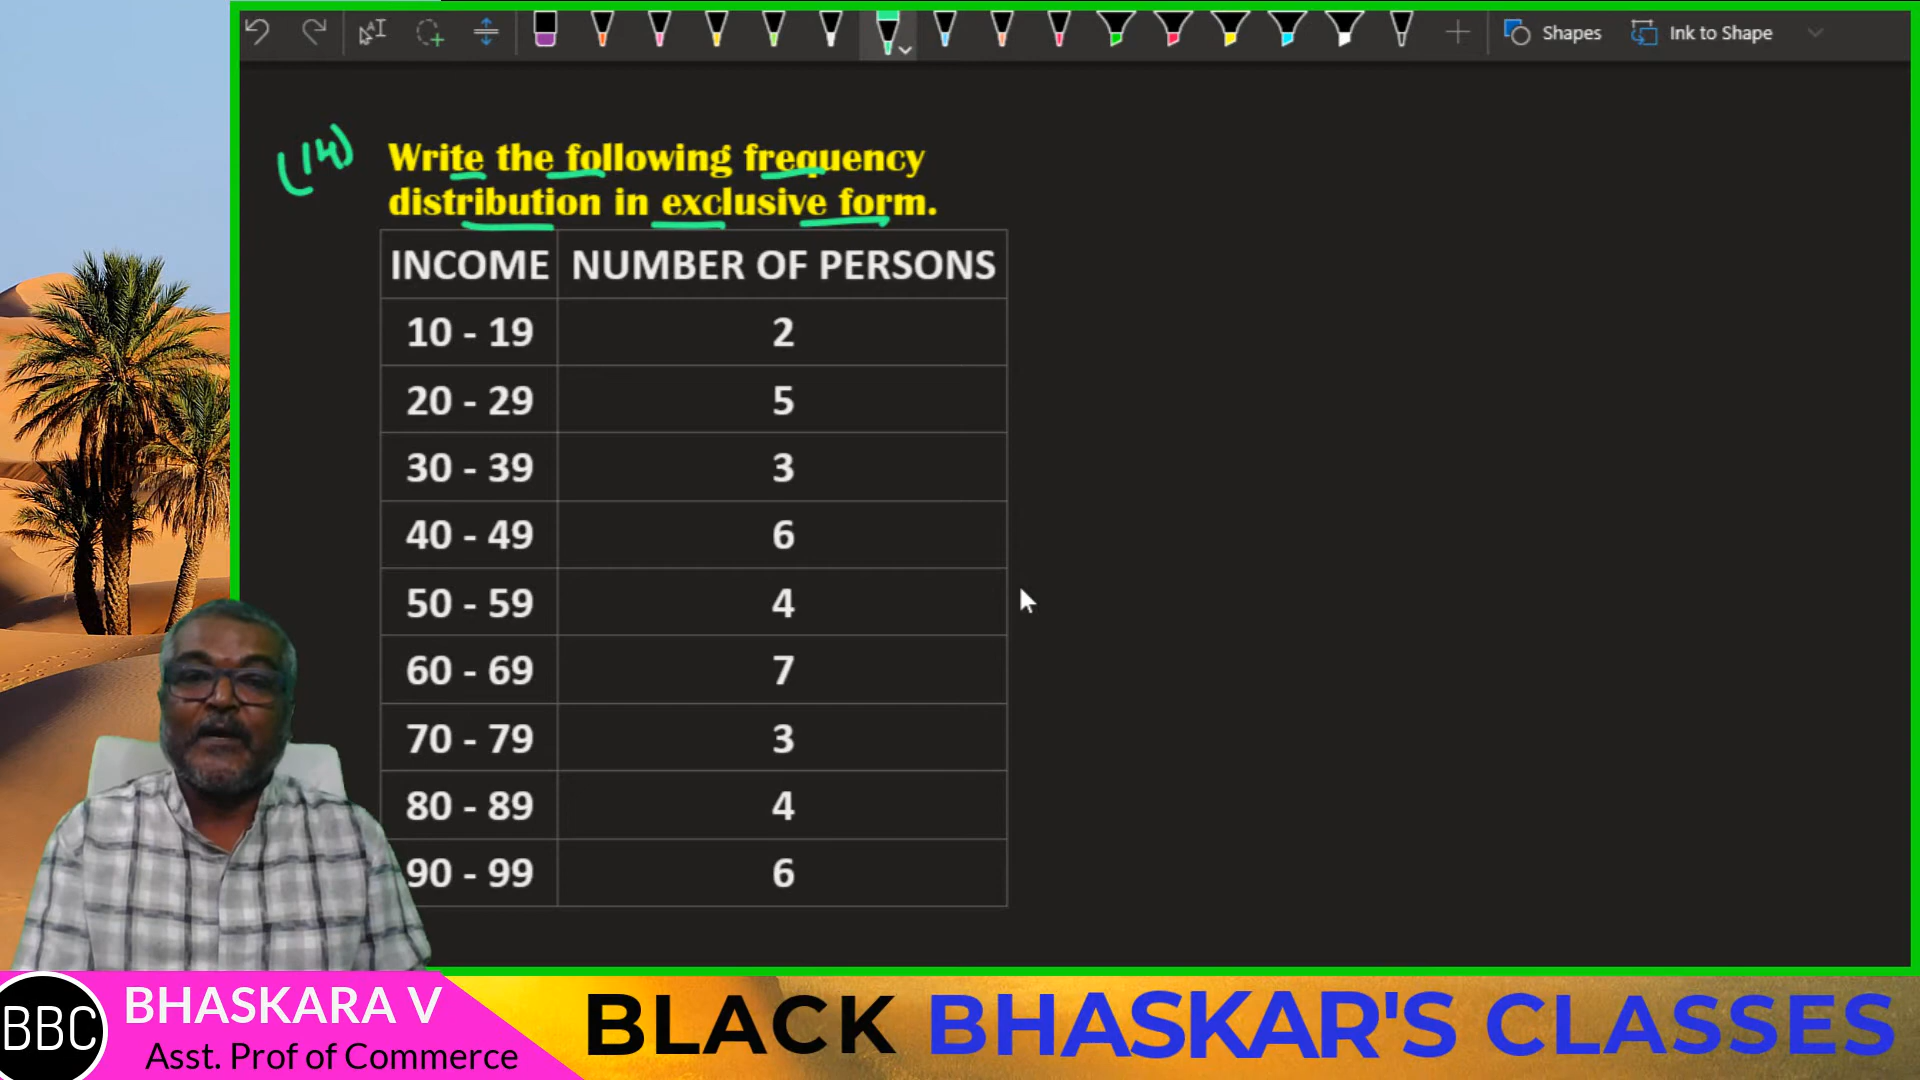 Shapes
Ink to Shape
(14)
Write the following frequency
distribution in exclusive form.
INCOME NUMBER OF PERSONS
10 - 19 2
20 - 29 5
30 - 39 3
40 - 49 6
50 - 59 4
60 - 69 7
70 - 79 3
80 - 89 4
90 - 99 6
BBC
BHASKARA V
Asst. Prof of Commerce
BLACK BHASKAR'S CLASSES